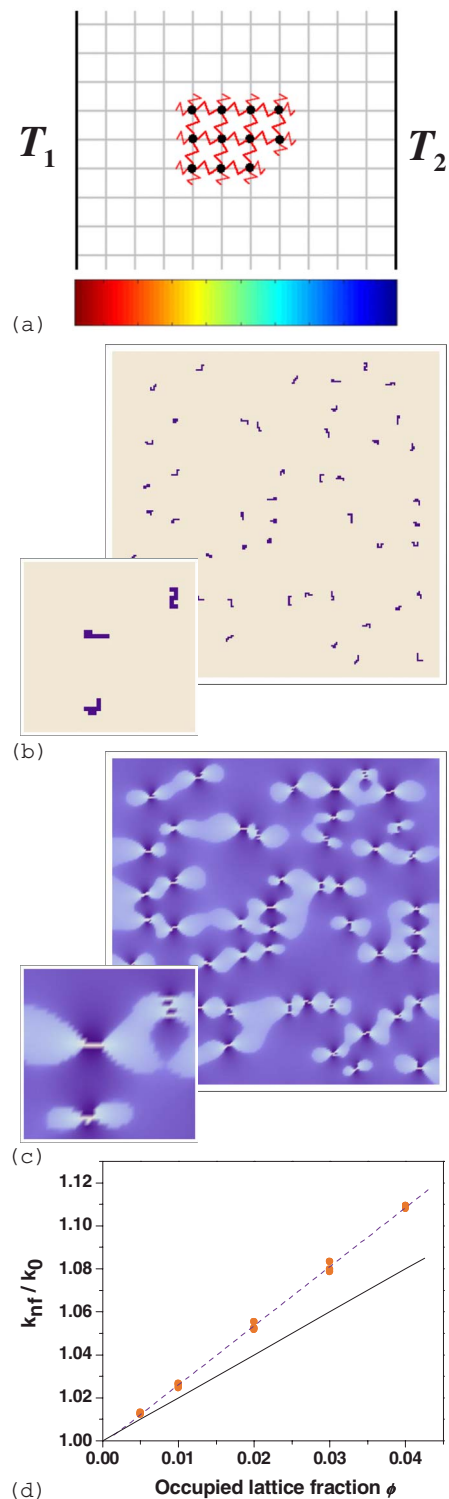 T1 T2
(a)
(b)
(c)
1.12
1.10
1.08
1.06
1.04
1.02
1.00
knf / k0
0.00 0.01 0.02 0.03 0.04
(d) Occupied lattice fraction ϕ